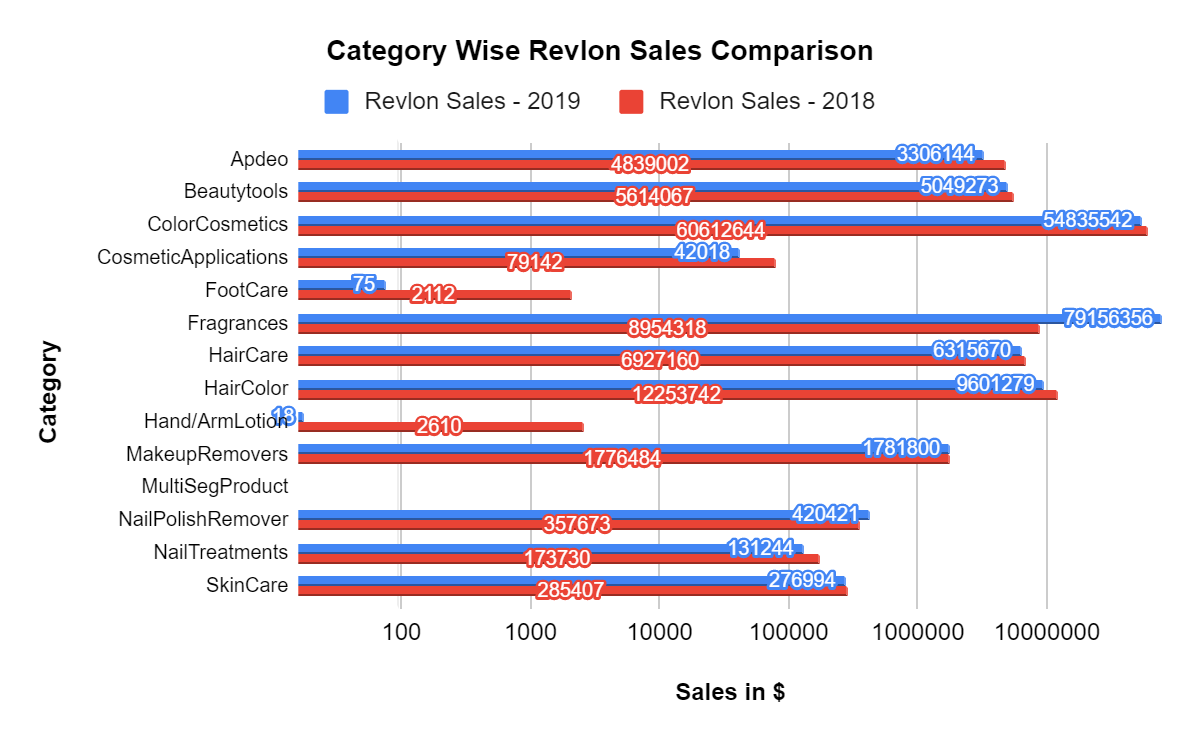 Category Wise Revlon Sales Comparison
Revlon Sales - 2019 Revlon Sales - 2018
Category
Apdeo 3306144 4839002
Beautytools 5049273 5614067
ColorCosmetics 54835542 60612644
CosmeticApplications 42018 79142
FootCare 75 2112
Fragrances 79156356 8954318
HairCare 6315670 6927160
HairColor 9601279 12253742
Hand/ArmLotion 18 2610
MakeupRemovers 1781800 1776484
MultiSegProduct
NailPolishRemover 420421 357673
NailTreatments 131244 173730
SkinCare 276994 285407
100 1000 10000 100000 1000000 10000000
Sales in $